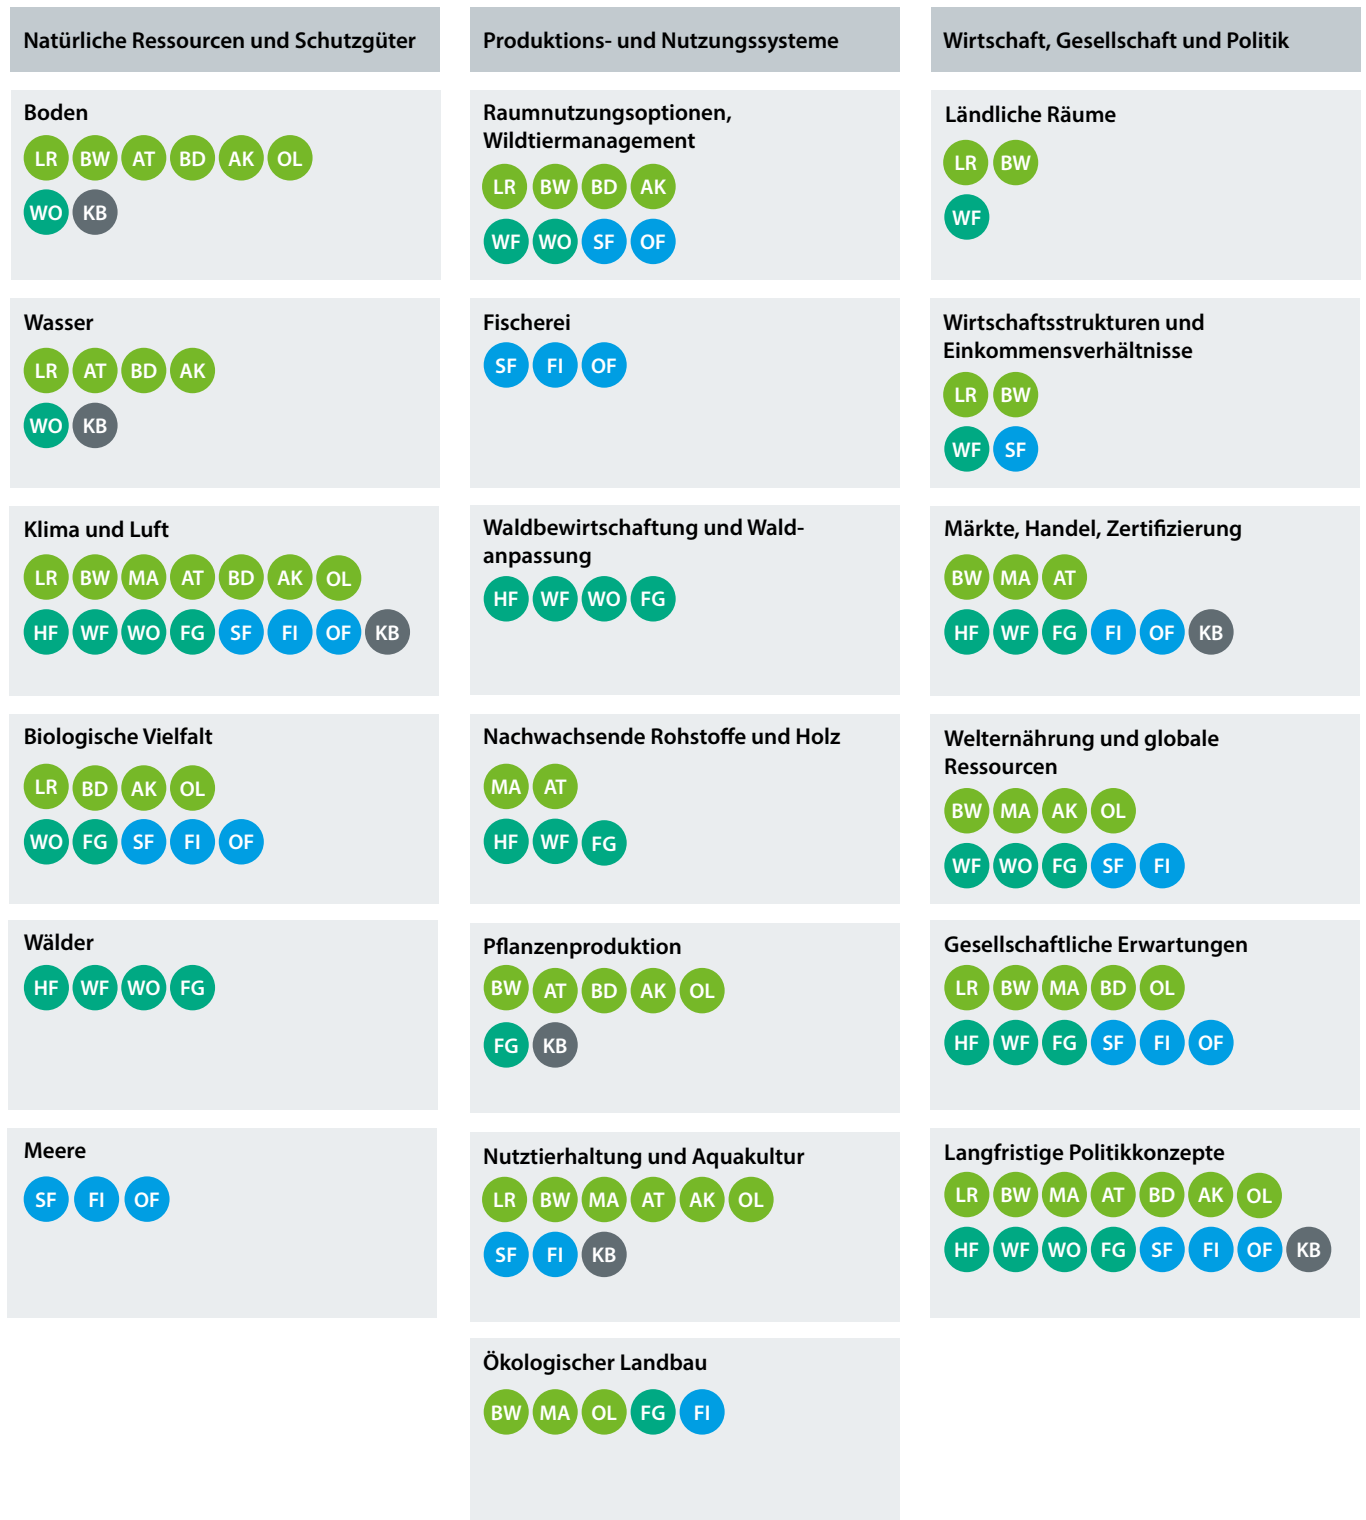 Natürliche Ressourcen und Schutzgüter
Boden
LR BW AT BD AK OL
WO KB
Wasser
LR AT BD AK
WO KB
Klima und Luft
LR BW MA AT BD AK OL
HF WF WO FG SF FI OF KB
Biologische Vielfalt
LR BD AK OL
WO FG SF FI OF
Wälder
HF WF WO FG
Meere
SF FI OF
Produktions- und Nutzungssysteme
Raumnutzungsoptionen,
Wildtiermanagement
LR BW BD AK
WF WO SF OF
Fischerei
SF FI OF
Waldbewirtschaftung und Wald-
anpassung
HF WF WO FG
Nachwachsende Rohstoffe und Holz
MA AT
HF WF FG
Pflanzenproduktion
BW AT BD AK OL
FG KB
Nutztierhaltung und Aquakultur
LR BW MA AT AK OL
SF FI KB
Ökologischer Landbau
BW MA OL FG FI
Wirtschaft, Gesellschaft und Politik
Ländliche Räume
LR BW
WF
Wirtschaftsstrukturen und
Einkommensverhältnisse
LR BW
WF SF
Märkte, Handel, Zertifizierung
BW MA AT
HF WF FG FI OF KB
Welternährung und globale
Ressourcen
BW MA AK OL
WF WO FG SF FI
Gesellschaftliche Erwartungen
LR BW MA BD OL
HF WF FG SF FI OF
Langfristige Politikkonzepte
LR BW MA AT BD AK OL
HF WF WO FG SF FI OF KB